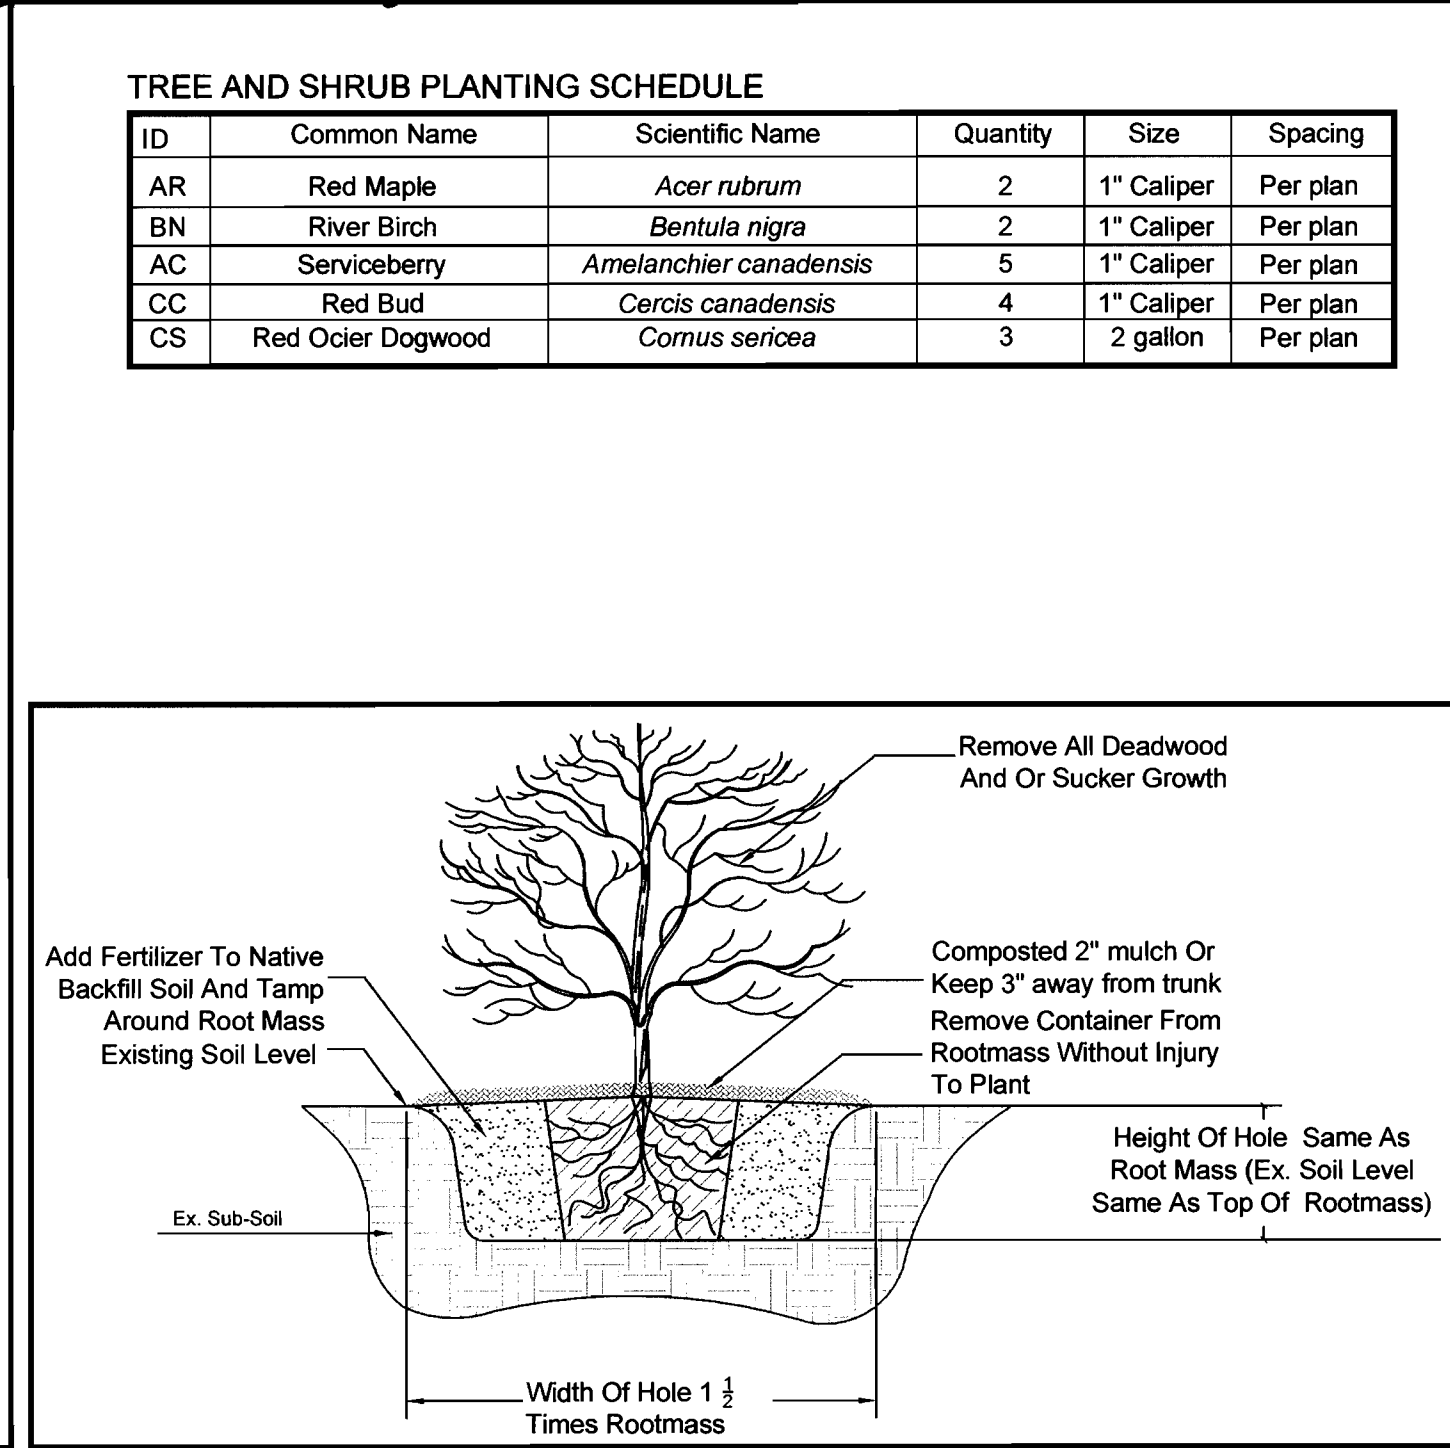 TREE AND SHRUB PLANTING SCHEDULE
ID Common Name Scientific Name Quantity Size Spacing
AR Red Maple Acer rubrum 2 1" Caliper Per plan
BN River Birch Bentula nigra 2 1" Caliper Per plan
AC Serviceberry Amelanchier canadensis 5 1" Caliper Per plan
CC Red Bud Cercis canadensis 4 1" Caliper Per plan
CS Red Ocier Dogwood Cornus sericea 3 2 gallon Per plan
Remove All Deadwood
And Or Sucker Growth
Add Fertilizer To Native
Backfill Soil And Tamp
Around Root Mass
Existing Soil Level
Composted 2" mulch Or
Keep 3" away from trunk
Remove Container From
Rootmass Without Injury
To Plant
Height Of Hole Same As
Root Mass (Ex. Soil Level
Same As Top Of Rootmass)
Ex. Sub-Soil
Width Of Hole 1 1/2
Times Rootmass